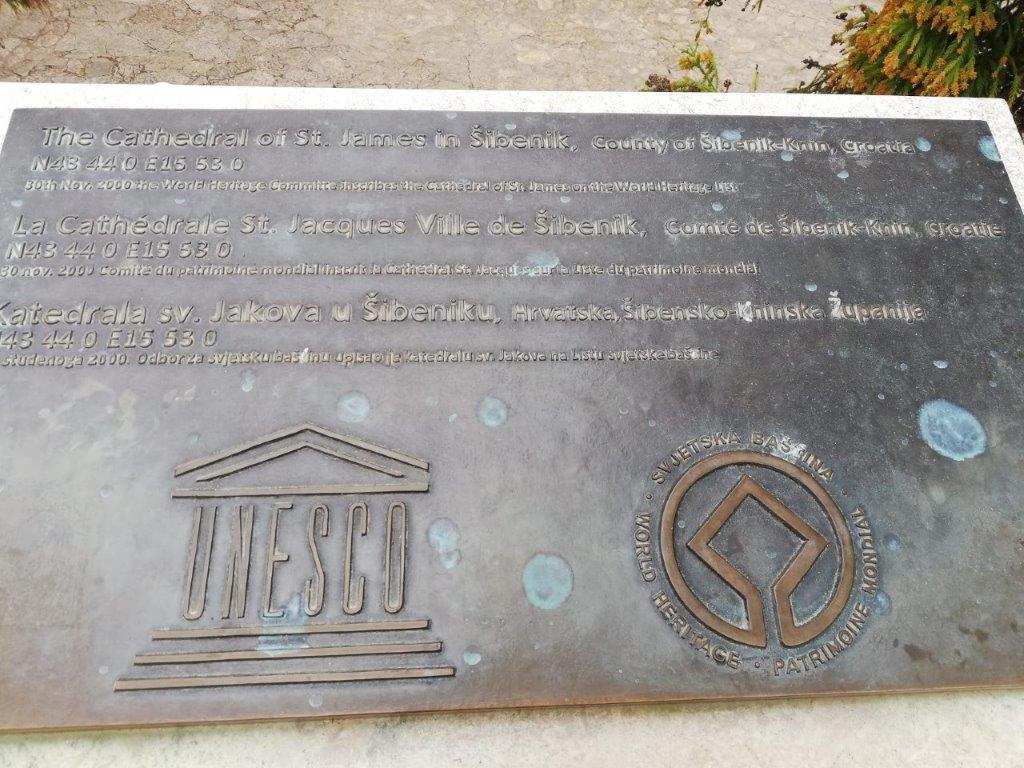 The Cathedral of St. James in Šibenik, County of Šibenik-Knin, Croatia
N43 44 0 E15 53 0
30th Nov. 2000 the World Heritage Committe inscribes the Cathedral of St. James on the World Heritage List
La Cathédrale St. Jacques Ville de Šibenik, Comté de Šibenik-Knin, Croatie
N43 44 0 E15 53 0
30 nov. 2000 Comité du patrimoine mondial inscrit la Cathedral St. Jacques sur la Liste du patrimoine mondial
Katedrala sv. Jakova u Šibeniku, Hrvatska, Šibensko-kninska Županija
N43 44 0 E15 53 0
studenoga 2000. Odbor za svjetsku baštinu upisao je katedralu sv. Jakova na Listu svjetske baštine
UNESCO
SVJETSKA BAŠTINA · WORLD HERITAGE · PATRIMOINE MONDIAL ·